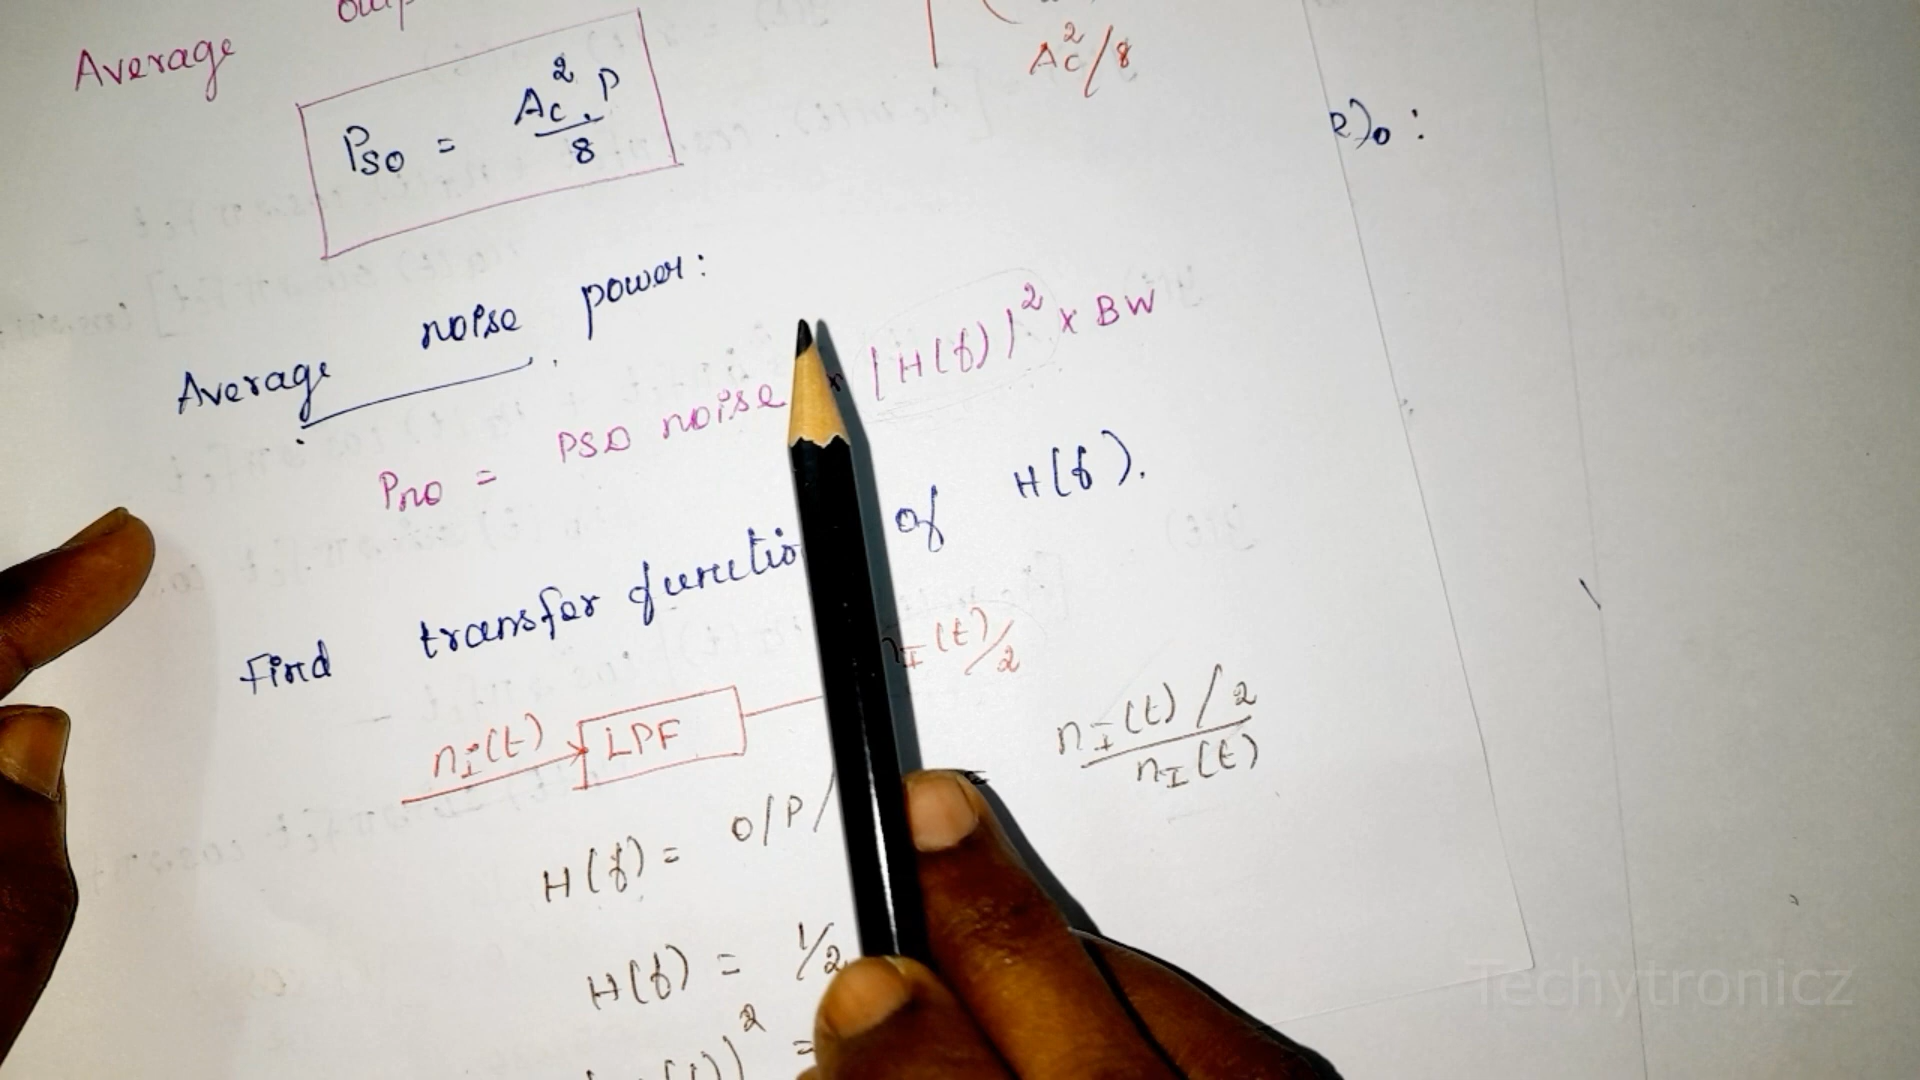 Average
Ac²/8
Pso = Ac². P / 8
e)o :
Average noise power:
Pno = PSD noise |H(f)|² x BW
Find transfer function of H(f).
ni(t) LPF nI(t)/2
H(f) = O/P/ = nI(t)/2 / nI(t)
H(f) = 1/2
Techytronicz